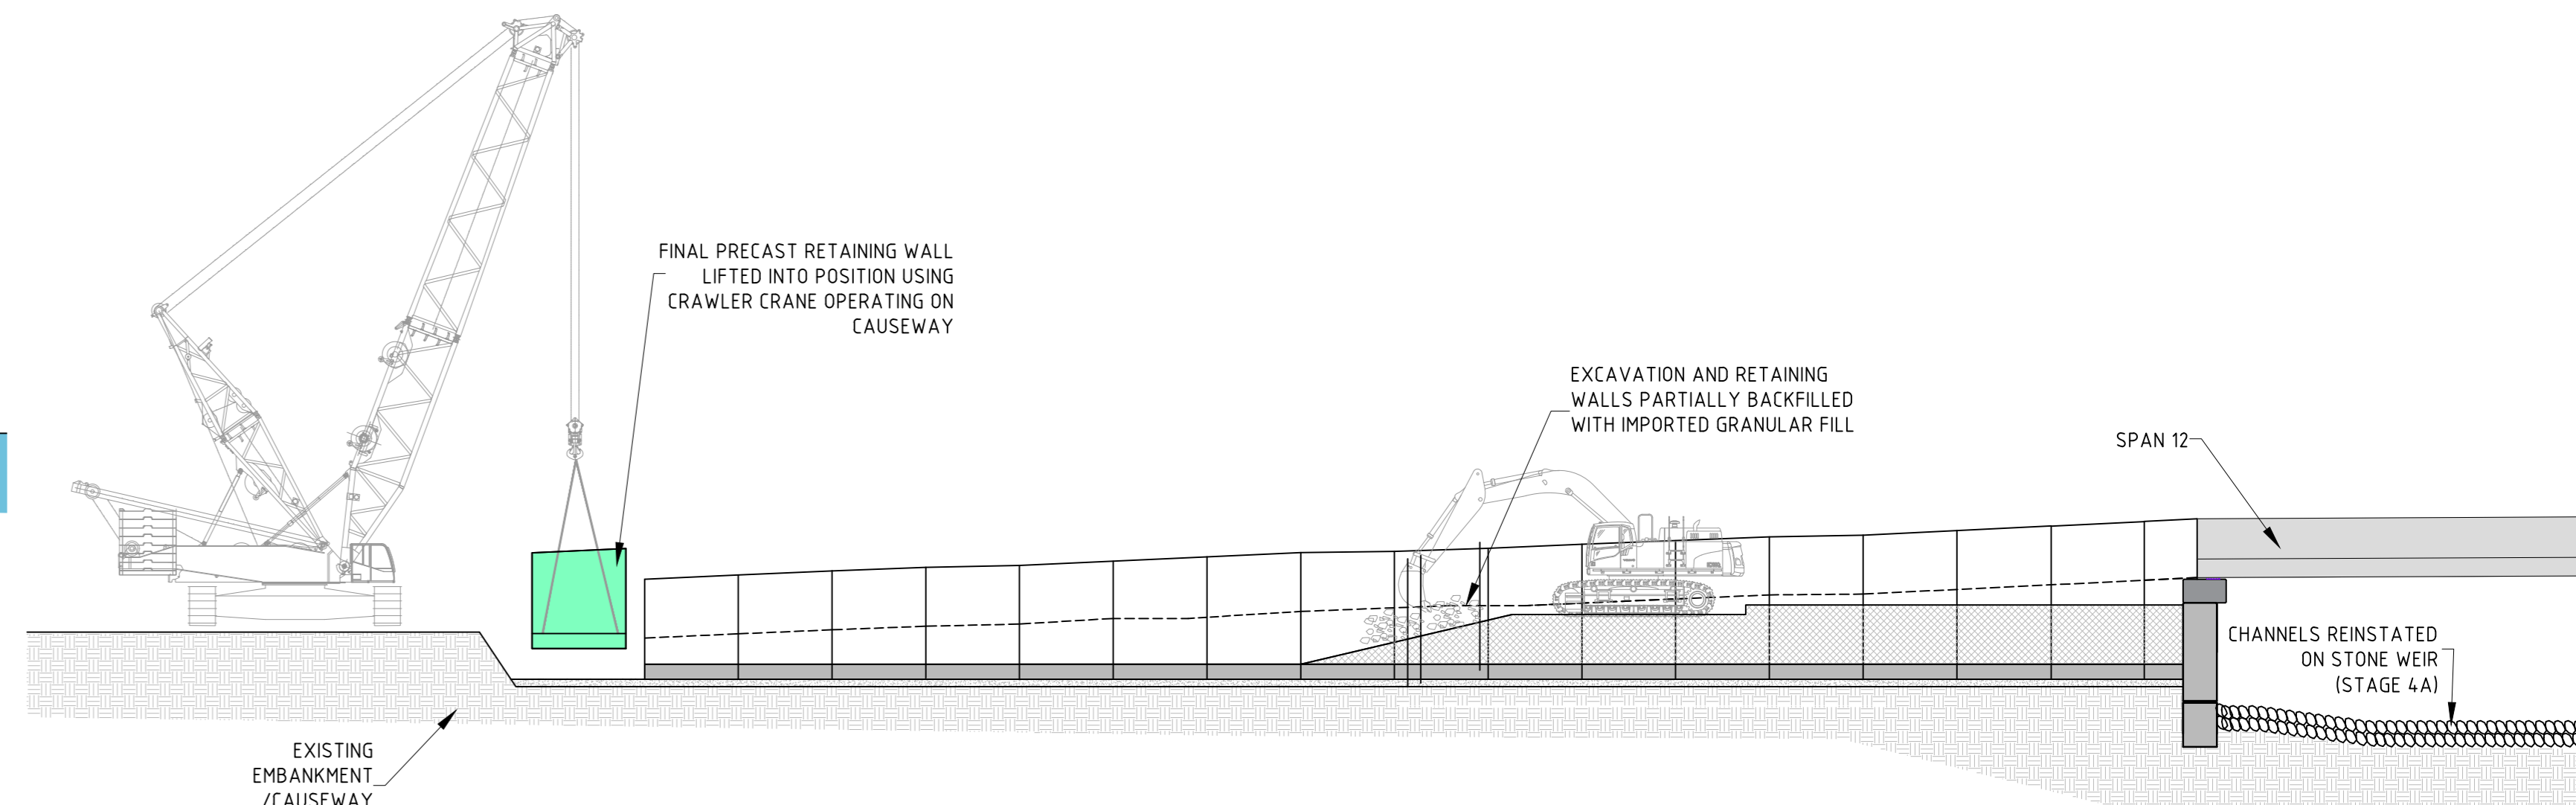 FINAL PRECAST RETAINING WALL
LIFTED INTO POSITION USING
CRAWLER CRANE OPERATING ON
CAUSEWAY
EXCAVATION AND RETAINING
WALLS PARTIALLY BACKFILLED
WITH IMPORTED GRANULAR FILL
SPAN 12
CHANNELS REINSTATED
ON STONE WEIR
(STAGE 4A)
EXISTING
EMBANKMENT
/CAUSEWAY